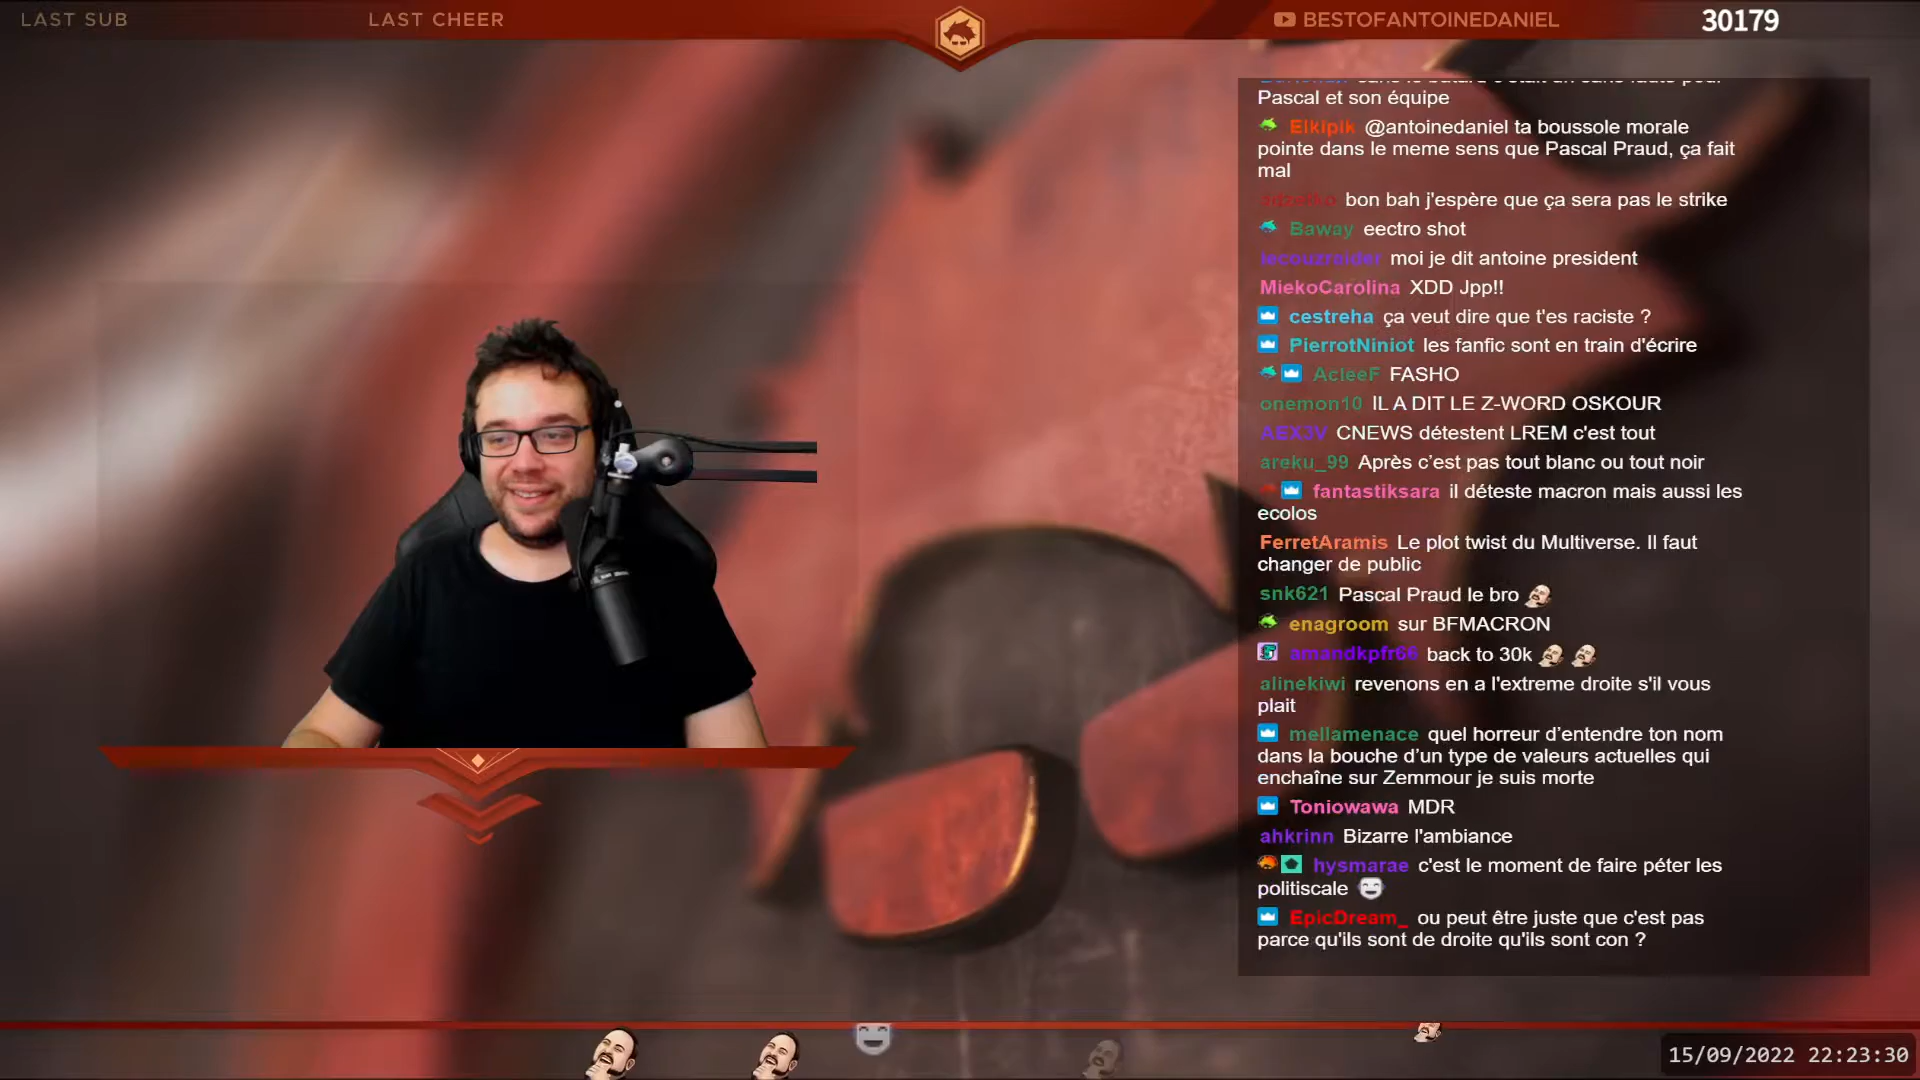 LAST SUB
LAST CHEER
BESTOFANTOINEDANIEL
30179
Pascal et son équipe
Elkipik @antoinedaniel ta boussole morale
pointe dans le meme sens que Pascal Praud, ça fait
mal
bon bah j'espère que ça sera pas le strike
Baway eectro shot
moi je dit antoine president
MiekoCarolina XDD Jpp!!
cestreha ça veut dire que t'es raciste ?
PierrotNiniot les fanfic sont en train d'écrire
AcleeF FASHO
onemon10 IL A DIT LE Z-WORD OSKOUR
AEX3V CNEWS détestent LREM c'est tout
areku_99 Après c’est pas tout blanc ou tout noir
fantastiksara il déteste macron mais aussi les
ecolos
FerretAramis Le plot twist du Multiverse. Il faut
changer de public
snk621 Pascal Praud le bro
enagroom sur BFMACRON
amandkpfr66 back to 30k
alinekiwi revenons en a l'extreme droite s'il vous
plait
mellamenace quel horreur d’entendre ton nom
dans la bouche d’un type de valeurs actuelles qui
enchaîne sur Zemmour je suis morte
Toniowawa MDR
ahkrinn Bizarre l'ambiance
hysmarae c'est le moment de faire péter les
politiscale
EpicDream_ ou peut être juste que c'est pas
parce qu'ils sont de droite qu'ils sont con ?
15/09/2022 22:23:30